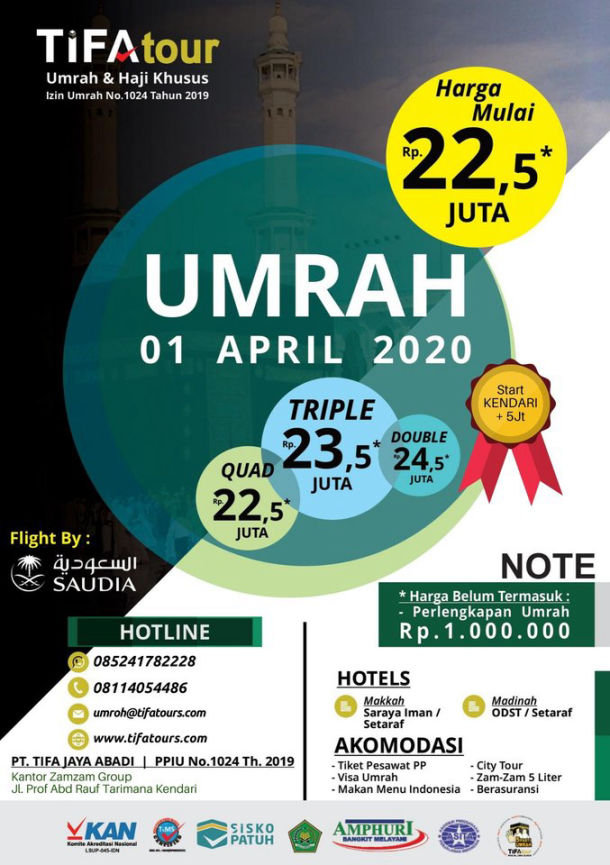 TiFAtour
Umrah & Haji Khusus
Izin Umrah No.1024 Tahun 2019
Harga
Mulai
Rp. 22,5*
JUTA
UMRAH
01 APRIL 2020
Start
KENDARI
+ 5Jt
TRIPLE
Rp. 23,5*
JUTA
DOUBLE
Rp. 24,5*
JUTA
QUAD
Rp. 22,5*
JUTA
Flight By :
السعودية
SAUDIA
NOTE
* Harga Belum Termasuk :
- Perlengkapan Umrah
Rp.1.000.000
HOTLINE
085241782228
08114054486
umroh@tifatours.com
www.tifatours.com
PT. TIFA JAYA ABADI | PPIU No.1024 Th. 2019
Kantor Zamzam Group
Jl. Prof Abd Rauf Tarimana Kendari
HOTELS
Makkah
Saraya Iman /
Setaraf
Madinah
ODST / Setaraf
AKOMODASI
- Tiket Pesawat PP
- Visa Umrah
- Makan Menu Indonesia
- City Tour
- Zam-Zam 5 Liter
- Berasuransi
KAN
Komite Akreditasi Nasional
LSUP-045-IDN
SISKO
PATUH
AMPHURI
BANGKIT MELAYANI